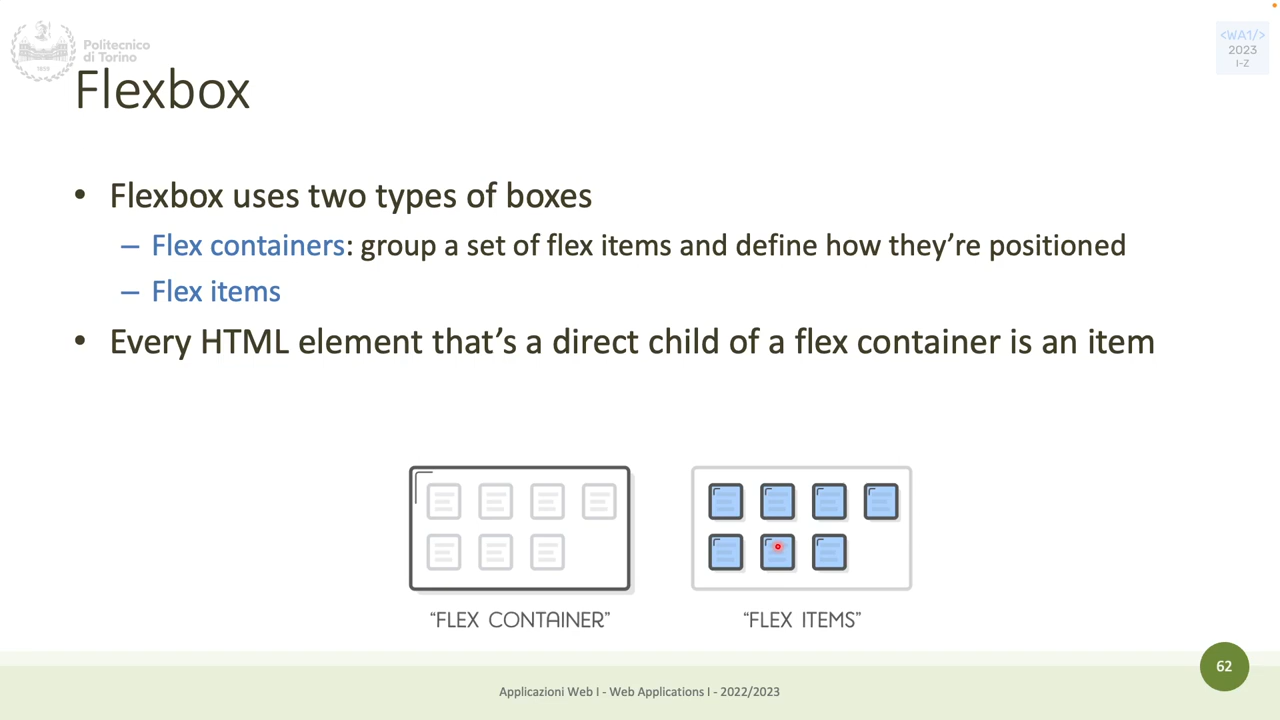 Politecnico
di Torino
1859
<WA1/>
2023
I-Z
Flexbox
• Flexbox uses two types of boxes
– Flex containers: group a set of flex items and define how they’re positioned
– Flex items
• Every HTML element that’s a direct child of a flex container is an item
“FLEX CONTAINER”
“FLEX ITEMS”
62
Applicazioni Web I - Web Applications I - 2022/2023